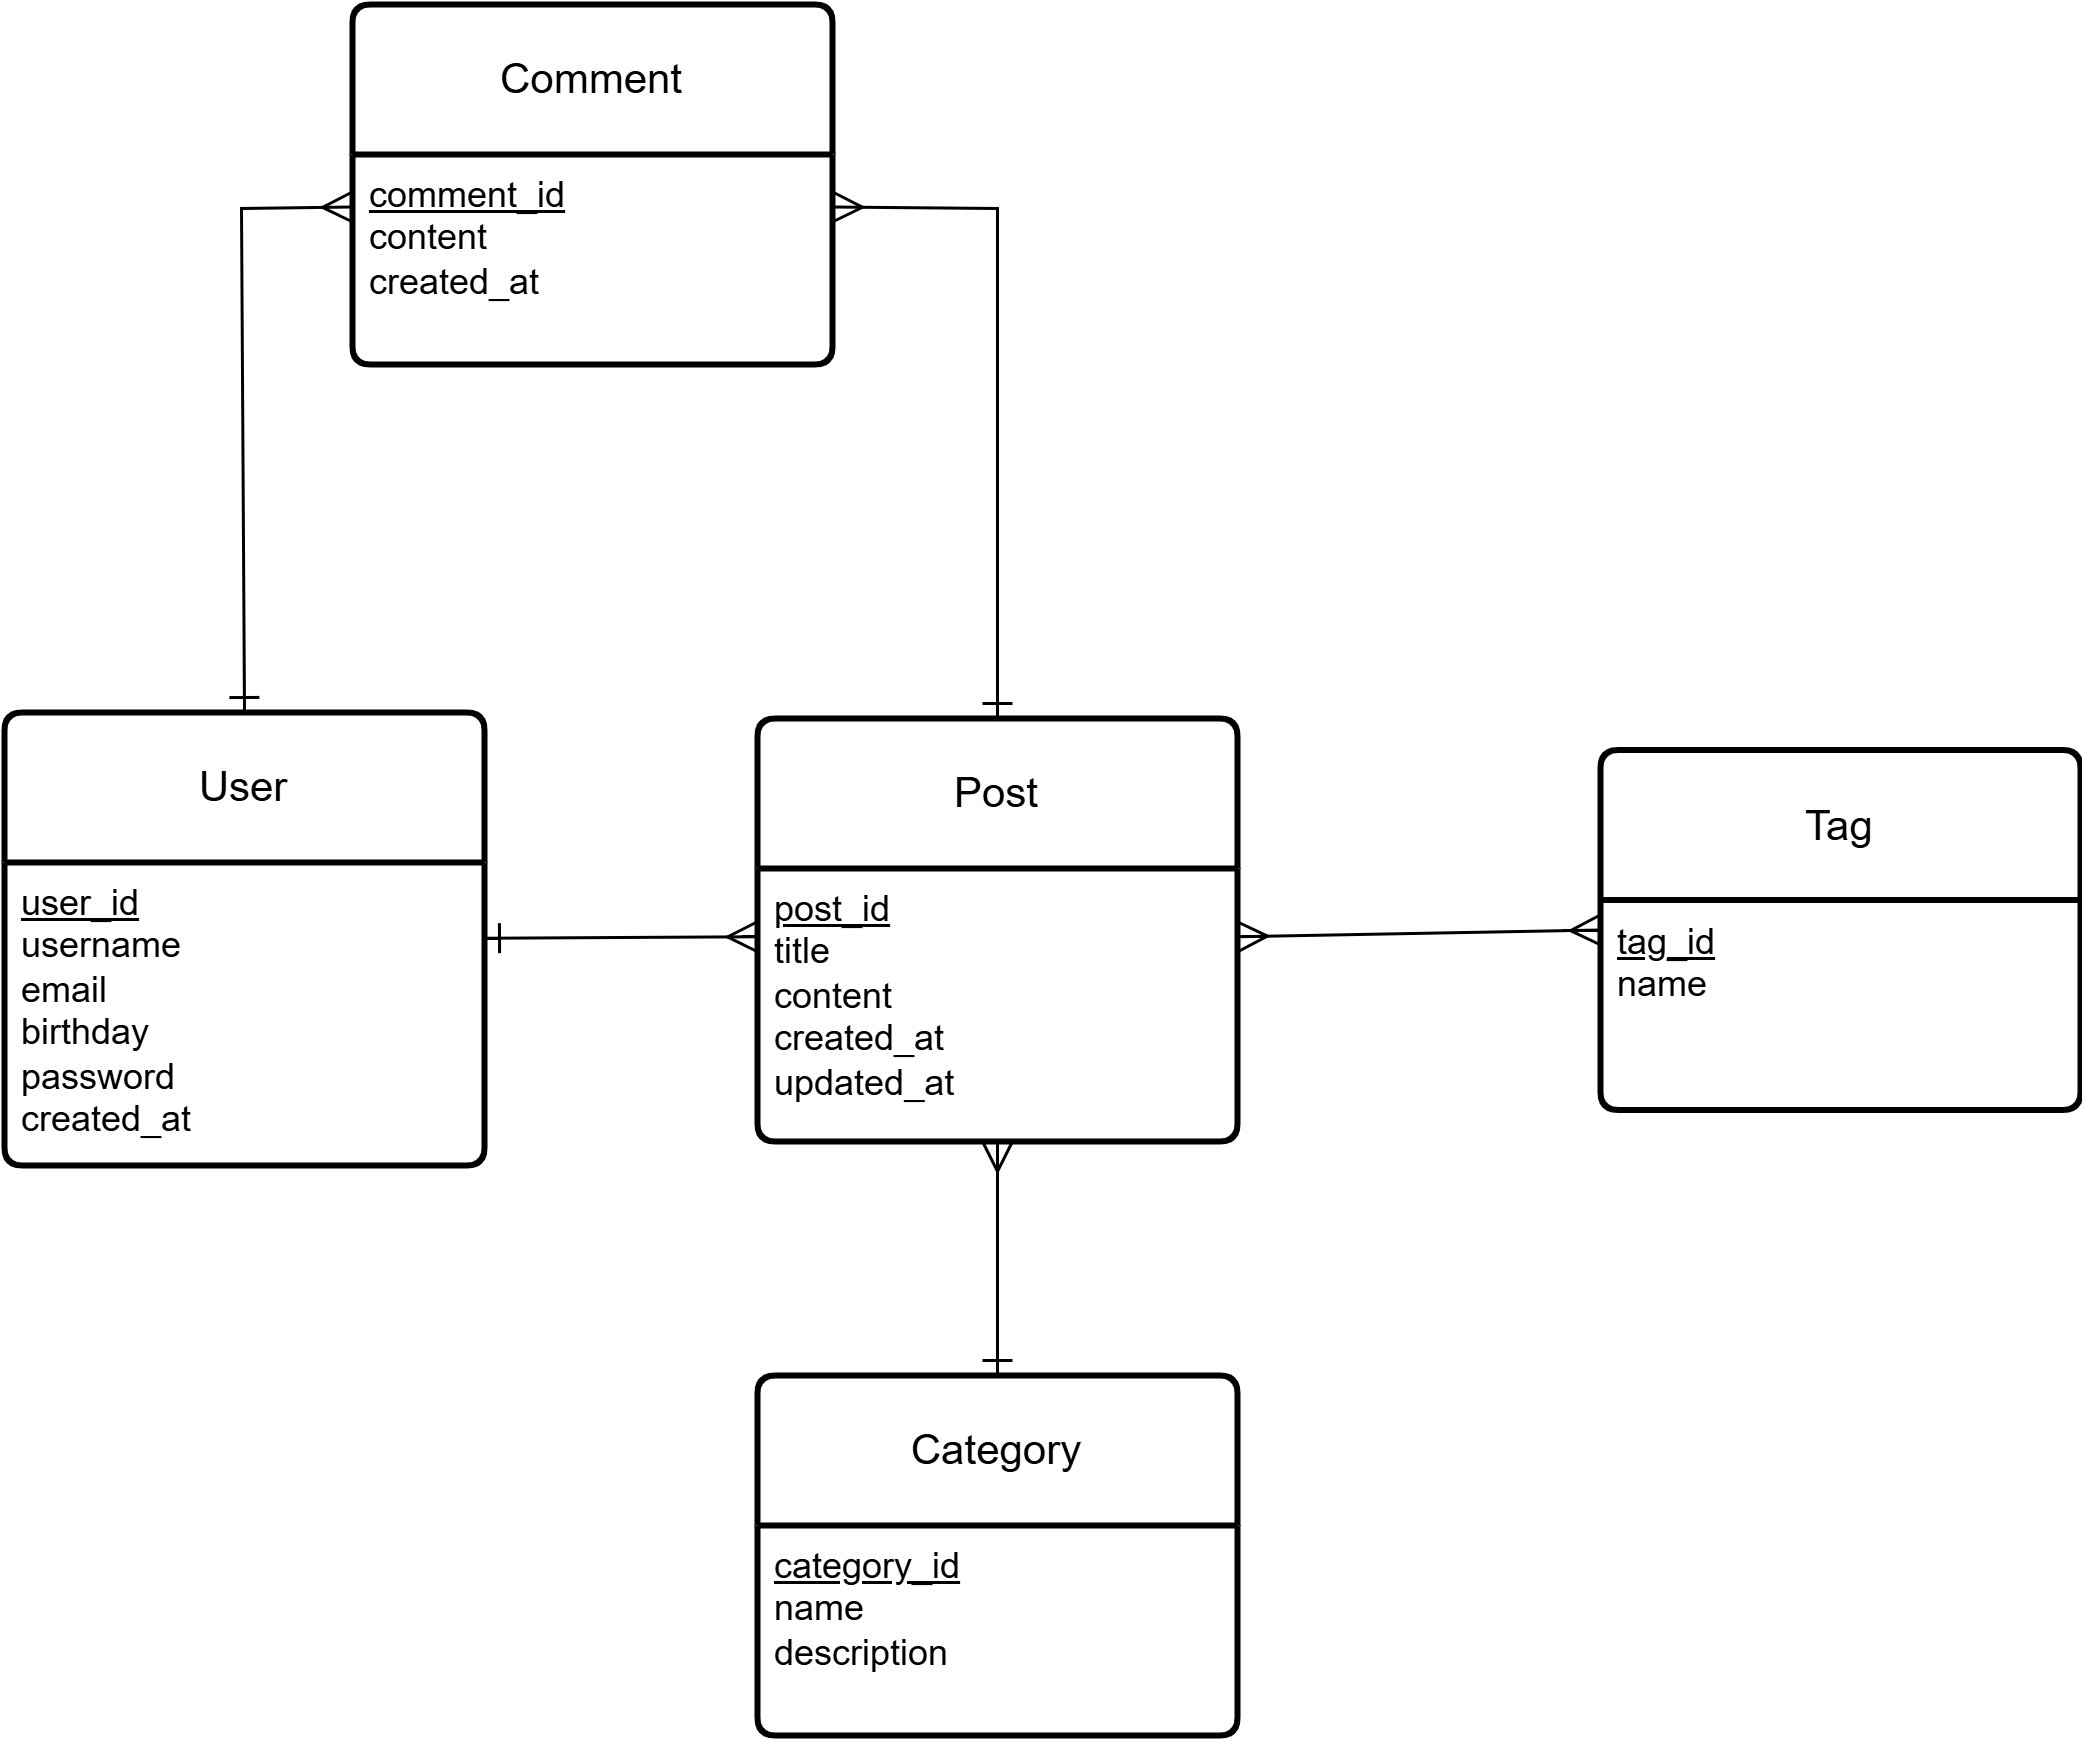 Comment
comment_id
content
created_at
User
user_id
username
email
birthday
password
created_at
Post
post_id
title
content
created_at
updated_at
Tag
tag_id
name
Category
category_id
name
description